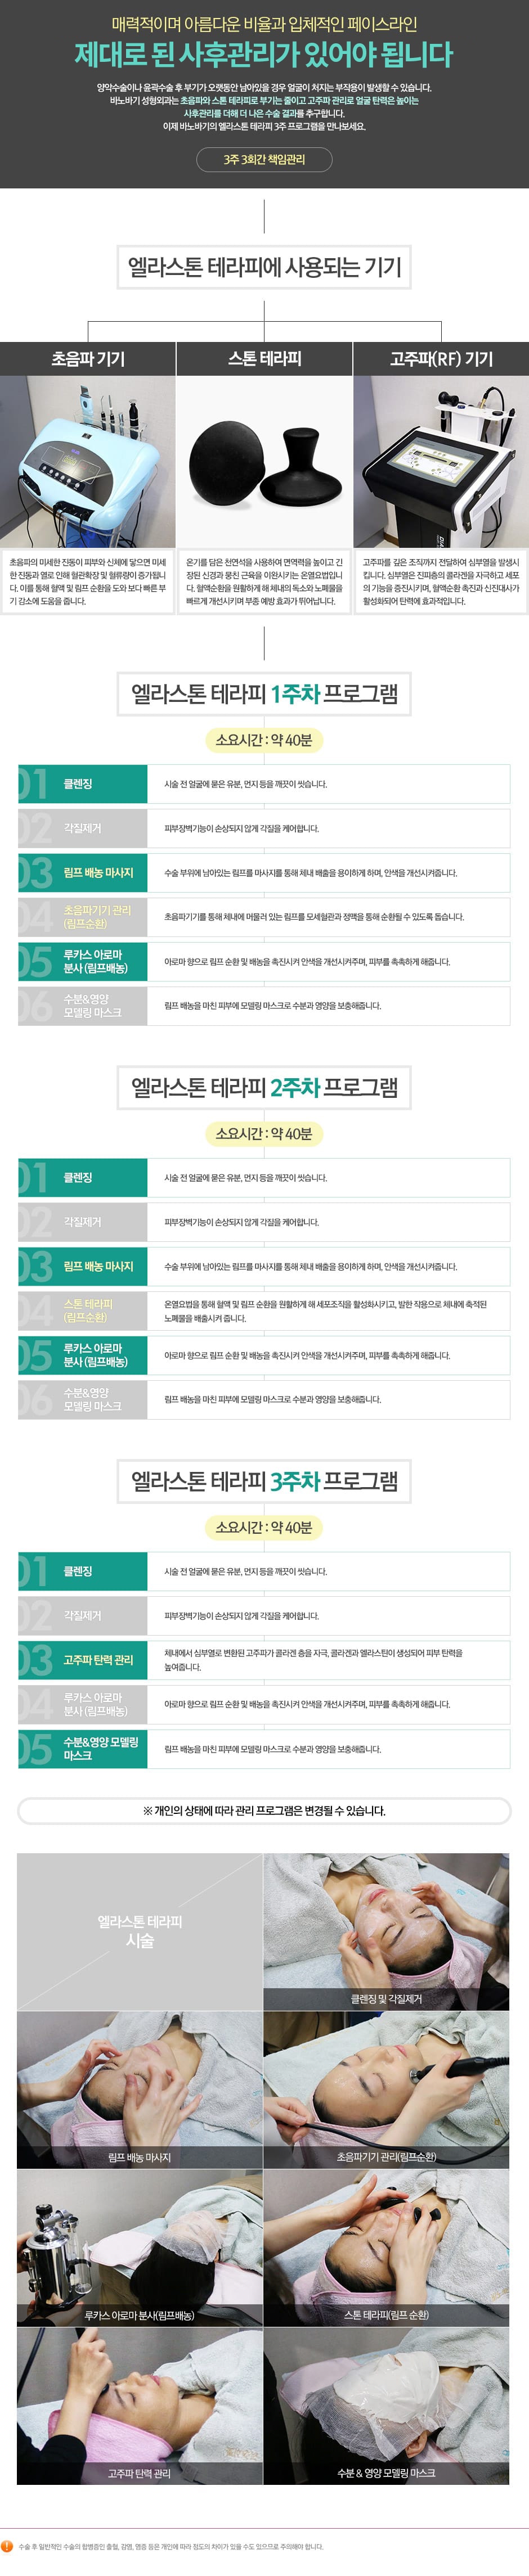 매력적이며 아름다운 비율과 입체적인 페이스라인
제대로 된 사후관리가 있어야 됩니다
양악수술이나 윤곽수술 후 부기가 오랫동안 남아있을 경우 얼굴이 처지는 부작용이 발생할 수 있습니다.
바노바기 성형외과는 초음파와 스톤 테라피로 부기는 줄이고 고주파 관리로 얼굴 탄력은 높이는
사후관리를 더해 더 나은 수술 결과를 추구합니다.
이제 바노바기의 엘라스톤 테라피 3주 프로그램을 만나보세요.
3주 3회간 책임관리
엘라스톤 테라피에 사용되는 기기
초음파 기기
스톤 테라피
고주파(RF) 기기
초음파의 미세한 진동이 피부와 신체에 닿으면 미세
한 진동과 열로 인해 혈관확장 및 혈류량이 증가됩니
다. 이를 통해 혈액 및 림프 순환을 도와 보다 빠른 부
기 감소에 도움을 줍니다.
온기를 담은 천연석을 사용하여 면역력을 높이고 긴
장된 신경과 뭉친 근육을 이완시키는 온열요법입니
다. 혈액순환을 원활하게 해 체내의 독소와 노폐물을
빠르게 개선시키며 부종 예방 효과가 뛰어납니다.
고주파를 깊은 조직까지 전달하여 심부열을 발생시
킵니다. 심부열은 진피층의 콜라겐을 자극하고 세포
의 기능을 증진시키며, 혈액순환 촉진과 신진대사가
활성화되어 탄력에 효과적입니다.
엘라스톤 테라피 1주차 프로그램
소요시간 : 약 40분
01 클렌징
시술 전 얼굴에 묻은 유분, 먼지 등을 깨끗이 씻습니다.
02 각질제거
피부장벽기능이 손상되지 않게 각질을 케어합니다.
03 림프 배농 마사지
수술 부위에 남아있는 림프를 마사지를 통해 체내 배출을 용이하게 하며, 안색을 개선시켜줍니다.
04 초음파기기 관리
(림프순환)
초음파기기를 통해 체내에 머물러 있는 림프를 모세혈관과 정맥을 통해 순환될 수 있도록 돕습니다.
05 루카스 아로마
분사 (림프배농)
아로마 향으로 림프 순환 및 배농을 촉진시켜 안색을 개선시켜주며, 피부를 촉촉하게 해줍니다.
06 수분&영양
모델링 마스크
림프 배농을 마친 피부에 모델링 마스크로 수분과 영양을 보충해줍니다.
엘라스톤 테라피 2주차 프로그램
소요시간 : 약 40분
01 클렌징
시술 전 얼굴에 묻은 유분, 먼지 등을 깨끗이 씻습니다.
02 각질제거
피부장벽기능이 손상되지 않게 각질을 케어합니다.
03 림프 배농 마사지
수술 부위에 남아있는 림프를 마사지를 통해 체내 배출을 용이하게 하며, 안색을 개선시켜줍니다.
04 스톤 테라피
(림프순환)
온열요법을 통해 혈액 및 림프 순환을 원활하게 해 세포조직을 활성화시키고, 발한 작용으로 체내에 축적된
노폐물을 배출시켜 줍니다.
05 루카스 아로마
분사 (림프배농)
아로마 향으로 림프 순환 및 배농을 촉진시켜 안색을 개선시켜주며, 피부를 촉촉하게 해줍니다.
06 수분&영양
모델링 마스크
림프 배농을 마친 피부에 모델링 마스크로 수분과 영양을 보충해줍니다.
엘라스톤 테라피 3주차 프로그램
소요시간 : 약 40분
01 클렌징
시술 전 얼굴에 묻은 유분, 먼지 등을 깨끗이 씻습니다.
02 각질제거
피부장벽기능이 손상되지 않게 각질을 케어합니다.
03 고주파 탄력 관리
체내에서 심부열로 변환된 고주파가 콜라겐 층을 자극, 콜라겐과 엘라스틴이 생성되어 피부 탄력을
높여줍니다.
04 루카스 아로마
분사 (림프배농)
아로마 향으로 림프 순환 및 배농을 촉진시켜 안색을 개선시켜주며, 피부를 촉촉하게 해줍니다.
05 수분&영양 모델링
마스크
림프 배농을 마친 피부에 모델링 마스크로 수분과 영양을 보충해줍니다.
※ 개인의 상태에 따라 관리 프로그램은 변경될 수 있습니다.
엘라스톤 테라피
시술
클렌징 및 각질제거
림프 배농 마사지
초음파기기 관리(림프순환)
루카스 아로마 분사(림프배농)
스톤 테라피(림프 순환)
고주파 탄력 관리
수분 & 영양 모델링 마스크
수술 후 일반적인 수술의 합병증인 출혈, 감염, 염증 등은 개인에 따라 정도의 차이가 있을 수도 있으므로 주의해야 합니다.